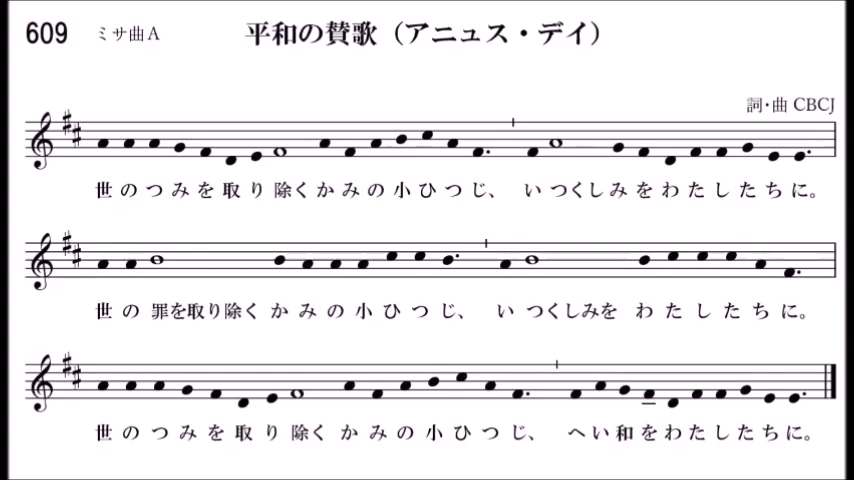 609 ミサ曲A 平和の賛歌（アニュス・デイ）
詞・曲 CBCJ
世のつみを取り除くかみの小ひつじ、いつくしみをわたしたちに。
世の罪を取り除くかみの小ひつじ、いつくしみをわたしたちに。
世のつみを取り除くかみの小ひつじ、へい和をわたしたちに。